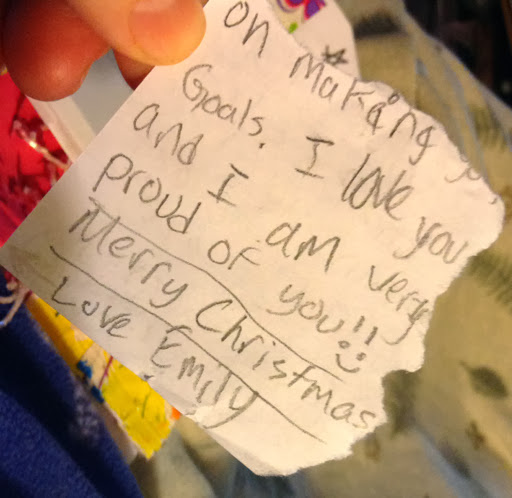 on making
Goals. I love you
and I am very
proud of you!!
Merry Christmas
Love Emily